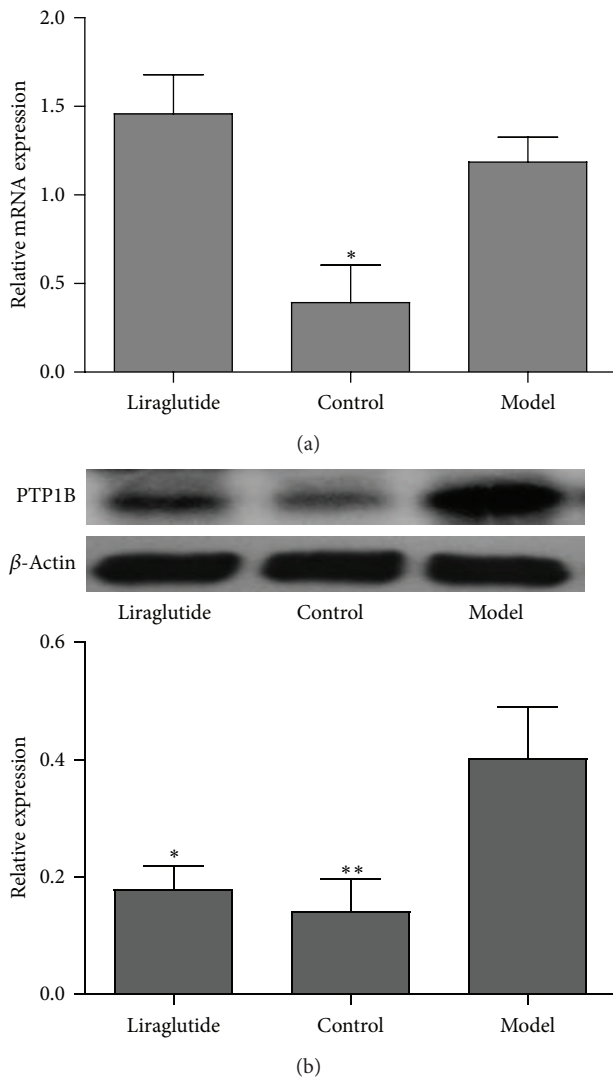 2.0
1.5
1.0
0.5
0.0
Relative mRNA expression
*
Liraglutide Control Model
(a)
PTP1B
β-Actin
Liraglutide Control Model
0.6
0.4
0.2
0.0
Relative expression
*
**
Liraglutide Control Model
(b)